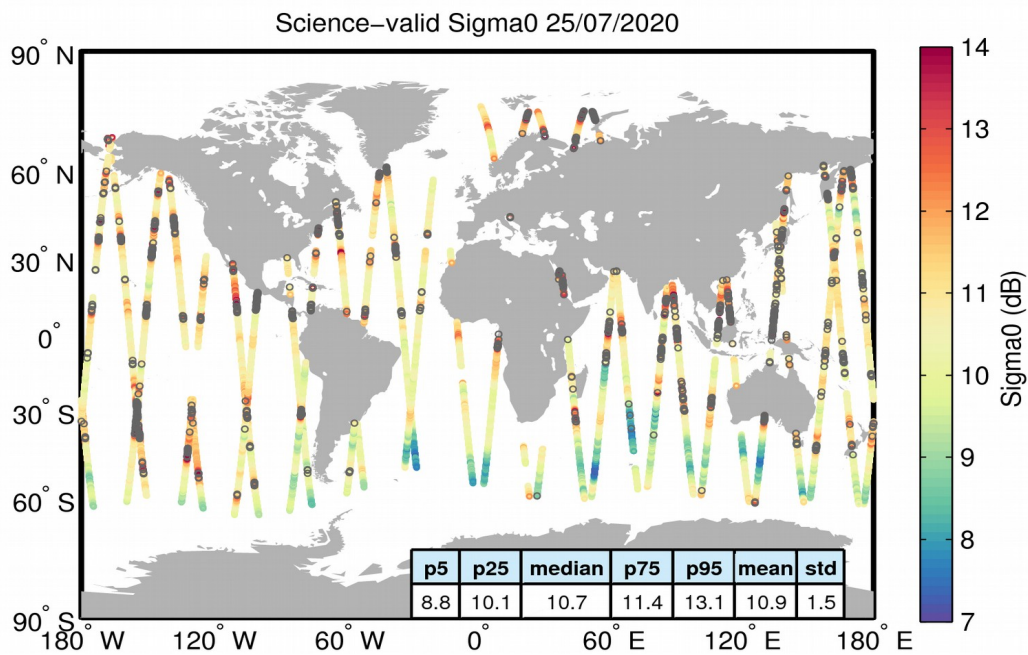 Science−valid Sigma0 25/07/2020
90° N
60° N
30° N
0°
30° S
60° S
90° S
180° W
120° W
60° W
0°
60° E
120° E
180° E
p5 p25 median p75 p95 mean std
8.8 10.1 10.7 11.4 13.1 10.9 1.5
14
13
12
11
10
9
8
7
Sigma0 (dB)